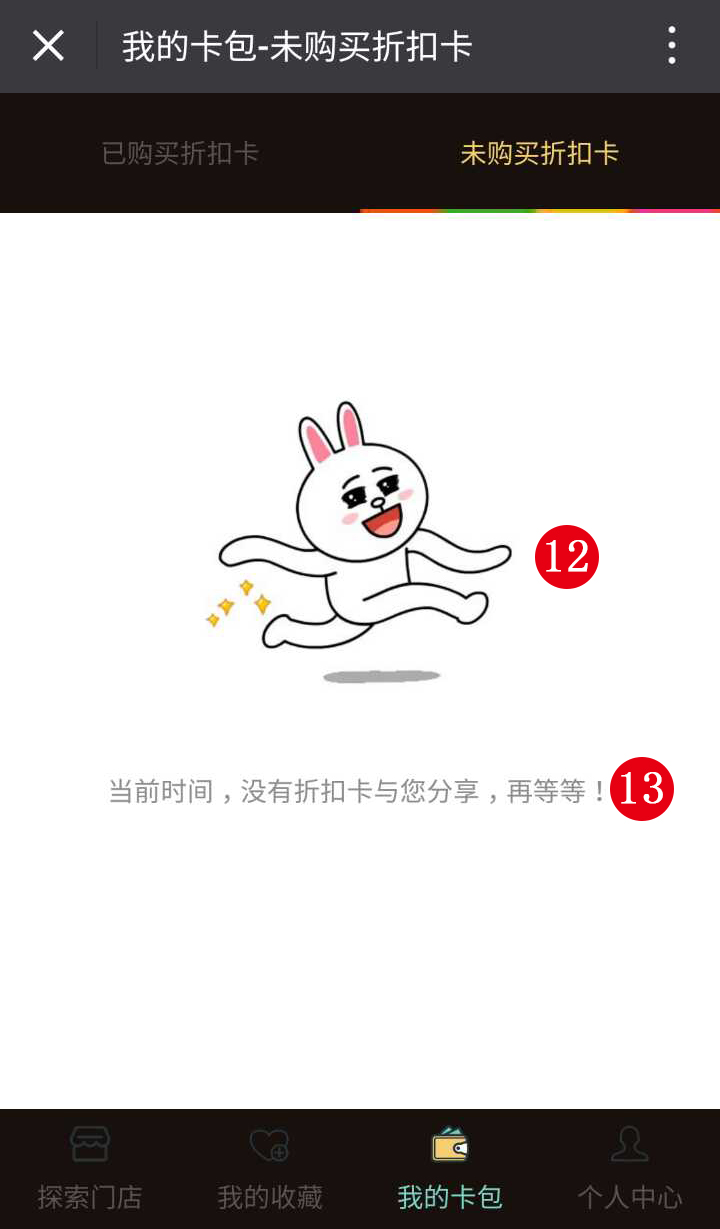 我的卡包-未购买折扣卡
已购买折扣卡
未购买折扣卡
12
当前时间，没有折扣卡与您分享，再等等！
13
探索门店
我的收藏
我的卡包
个人中心